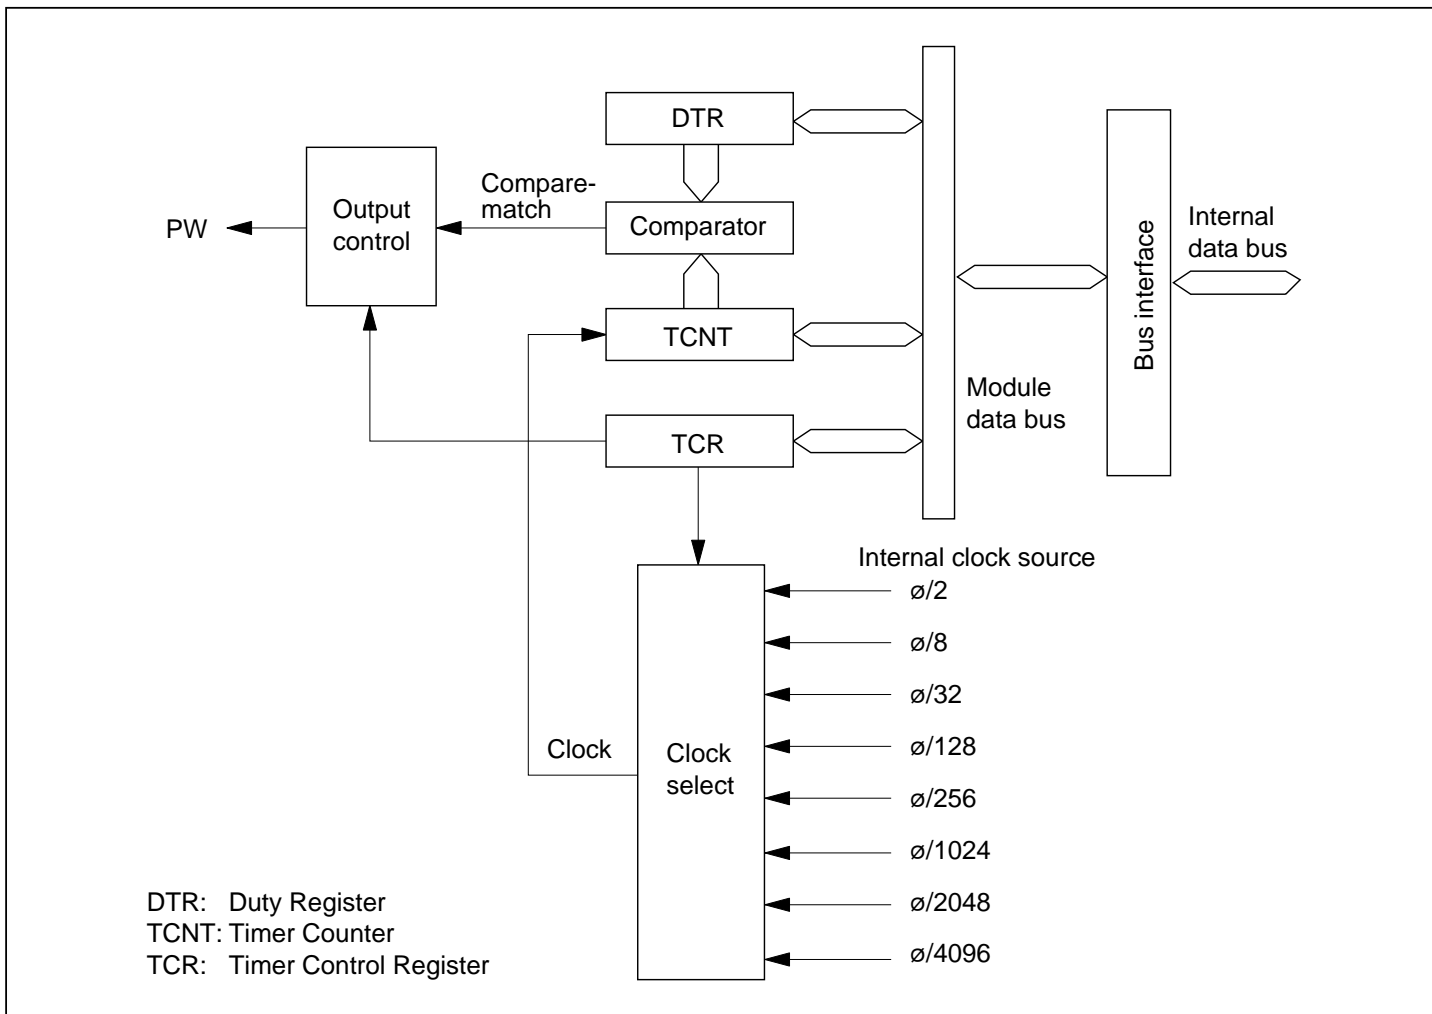 DTR
Compare-
match
Output
control
PW
Comparator
Internal
data bus
Bus interface
TCNT
Module
data bus
TCR
Internal clock source
ø/2
ø/8
ø/32
ø/128
Clock
Clock
select
ø/256
ø/1024
ø/2048
ø/4096
DTR: Duty Register
TCNT: Timer Counter
TCR: Timer Control Register